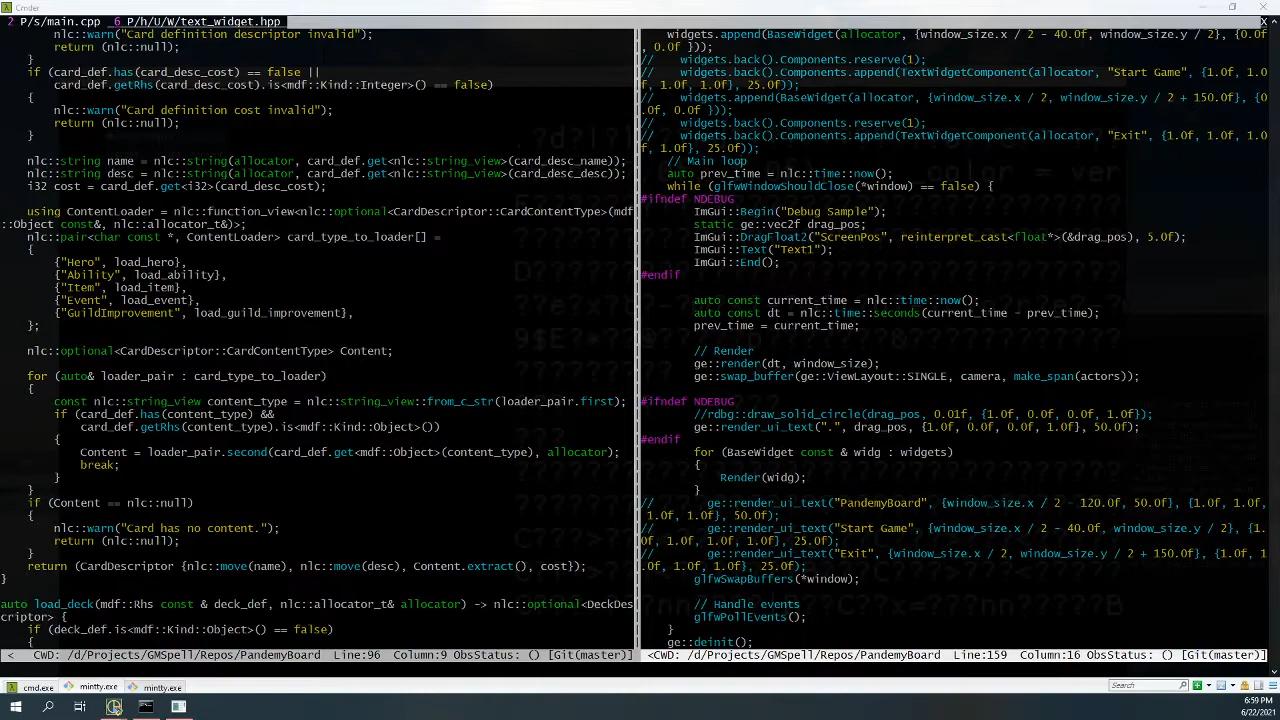 Cmder
2 P/s/main.cpp  6 P/h/U/W/text_widget.hpp X
nlc::warn("Card definition descriptor invalid");
return (nlc::null);
}
if (card_def.has(card_desc_cost) == false ||
card_def.getRhs(card_desc_cost).is<mdf::Kind::Integer>() == false)
{
nlc::warn("Card definition cost invalid");
return (nlc::null);
}
nlc::string name = nlc::string(allocator, card_def.get<nlc::string_view>(card_desc_name));
nlc::string desc = nlc::string(allocator, card_def.get<nlc::string_view>(card_desc_desc));
i32 cost = card_def.get<i32>(card_desc_cost);
using ContentLoader = nlc::function_view<nlc::optional<CardDescriptor::CardContentType>(mdf
::Object const&, nlc::allocator_t&)>;
nlc::pair<char const *, ContentLoader> card_type_to_loader[] =
{
{"Hero", load_hero},
{"Ability", load_ability},
{"Item", load_item},
{"Event", load_event},
{"GuildImprovement", load_guild_improvement},
};
nlc::optional<CardDescriptor::CardContentType> Content;
for (auto& loader_pair : card_type_to_loader)
{
const nlc::string_view content_type = nlc::string_view::from_c_str(loader_pair.first);
if (card_def.has(content_type) &&
card_def.getRhs(content_type).is<mdf::Kind::Object>())
{
Content = loader_pair.second(card_def.get<mdf::Object>(content_type), allocator);
break;
}
}
if (Content == nlc::null)
{
nlc::warn("Card has no content.");
return (nlc::null);
}
return (CardDescriptor {nlc::move(name), nlc::move(desc), Content.extract(), cost});
}
auto load_deck(mdf::Rhs const & deck_def, nlc::allocator_t& allocator) -> nlc::optional<DeckDes
criptor> {
if (deck_def.is<mdf::Kind::Object>() == false)
{
< CWD: /d/Projects/GMSpell/Repos/PandemyBoard  Line:96  Column:9 ObsStatus: () [Git(master)]
widgets.append(BaseWidget(allocator, {window_size.x / 2 - 40.0f, window_size.y / 2}, {0.0f
, 0.0f }));
//    widgets.back().Components.reserve(1);
//    widgets.back().Components.append(TextWidgetComponent(allocator, "Start Game", {1.0f, 1.0
f, 1.0f, 1.0f}, 25.0f));
//    widgets.append(BaseWidget(allocator, {window_size.x / 2, window_size.y / 2 + 150.0f}, {0
.0f, 0.0f }));
//    widgets.back().Components.reserve(1);
//    widgets.back().Components.append(TextWidgetComponent(allocator, "Exit", {1.0f, 1.0f, 1.0
f, 1.0f}, 25.0f));
// Main loop
auto prev_time = nlc::time::now();
while (glfwWindowShouldClose(*window) == false) {
#ifndef NDEBUG
ImGui::Begin("Debug Sample");
static ge::vec2f drag_pos;
ImGui::DragFloat2("ScreenPos", reinterpret_cast<float*>(&drag_pos), 5.0f);
ImGui::Text("Text1");
ImGui::End();
#endif
auto const current_time = nlc::time::now();
auto const dt = nlc::time::seconds(current_time - prev_time);
prev_time = current_time;
// Render
ge::render(dt, window_size);
ge::swap_buffer(ge::ViewLayout::SINGLE, camera, make_span(actors));
#ifndef NDEBUG
//rdbg::draw_solid_circle(drag_pos, 0.01f, {1.0f, 0.0f, 0.0f, 1.0f});
ge::render_ui_text(".", drag_pos, {1.0f, 0.0f, 0.0f, 1.0f}, 50.0f);
#endif
for (BaseWidget const & widg : widgets)
{
Render(widg);
}
//        ge::render_ui_text("PandemyBoard", {window_size.x / 2 - 120.0f, 50.0f}, {1.0f, 1.0f,
1.0f, 1.0f}, 50.0f);
//        ge::render_ui_text("Start Game", {window_size.x / 2 - 40.0f, window_size.y / 2}, {1.
0f, 1.0f, 1.0f, 1.0f}, 25.0f);
//        ge::render_ui_text("Exit", {window_size.x / 2, window_size.y / 2 + 150.0f}, {1.0f, 1
.0f, 1.0f, 1.0f}, 25.0f);
glfwSwapBuffers(*window);
// Handle events
glfwPollEvents();
}
ge::deinit();
<CWD: /d/Projects/GMSpell/Repos/PandemyBoard  Line:159  Column:16 ObsStatus: () [Git(master)]
cmd.exe mintty.exe mintty.exe Search
6:59 PM
6/22/2021